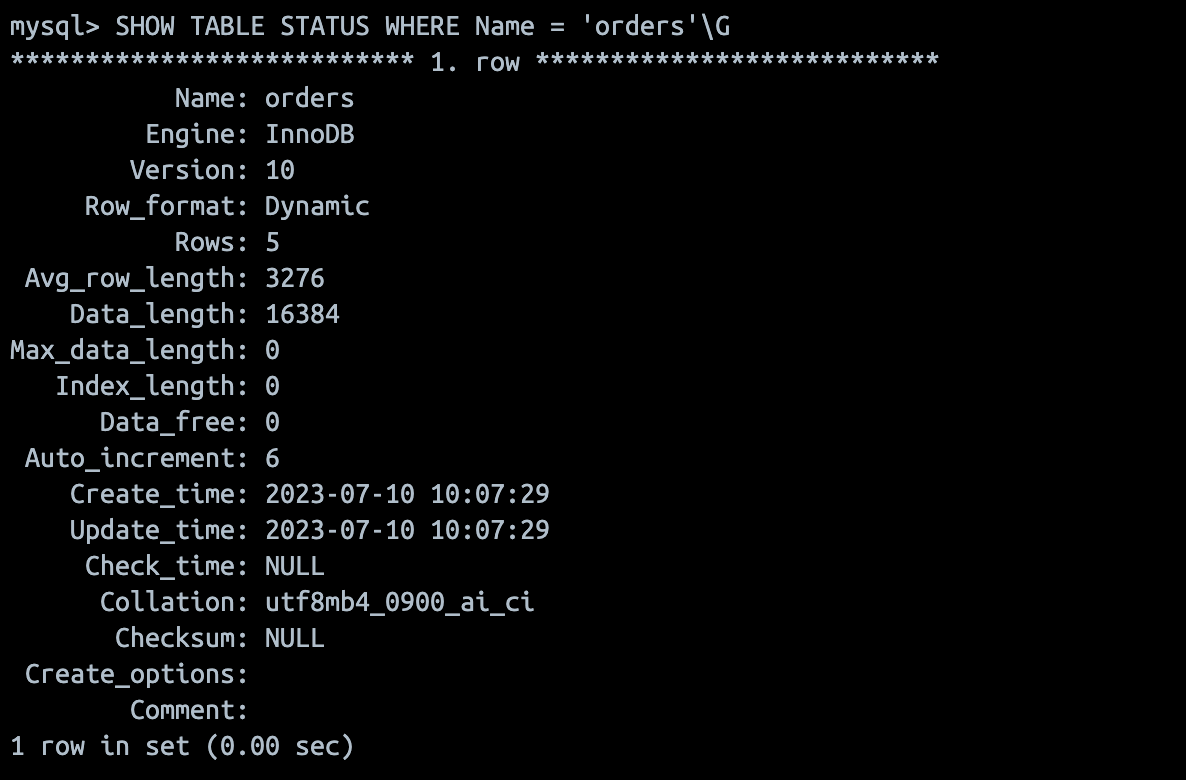 mysql> SHOW TABLE STATUS WHERE Name = 'orders'\G
*************************** 1. row ***************************
           Name: orders
         Engine: InnoDB
        Version: 10
     Row_format: Dynamic
           Rows: 5
 Avg_row_length: 3276
    Data_length: 16384
Max_data_length: 0
   Index_length: 0
      Data_free: 0
 Auto_increment: 6
    Create_time: 2023-07-10 10:07:29
    Update_time: 2023-07-10 10:07:29
     Check_time: NULL
      Collation: utf8mb4_0900_ai_ci
       Checksum: NULL
 Create_options:
        Comment:
1 row in set (0.00 sec)